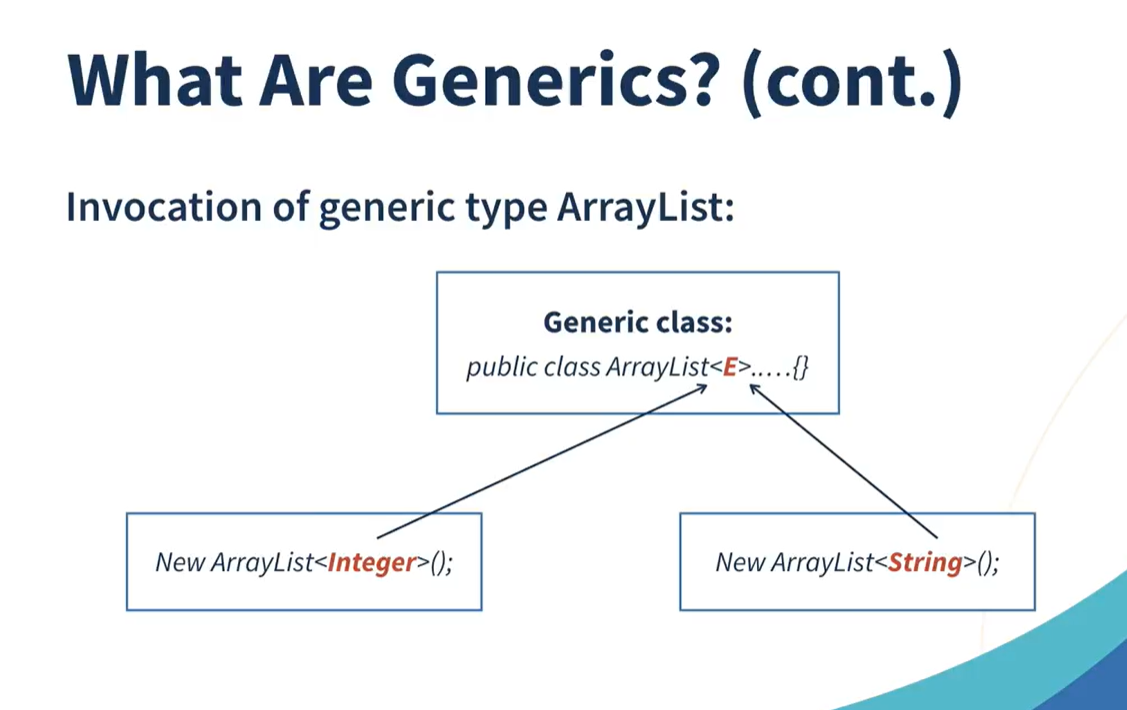 What Are Generics? (cont.)
Invocation of generic type ArrayList:
Generic class:
public class ArrayList<E>.....{}
New ArrayList<Integer>();
New ArrayList<String>();